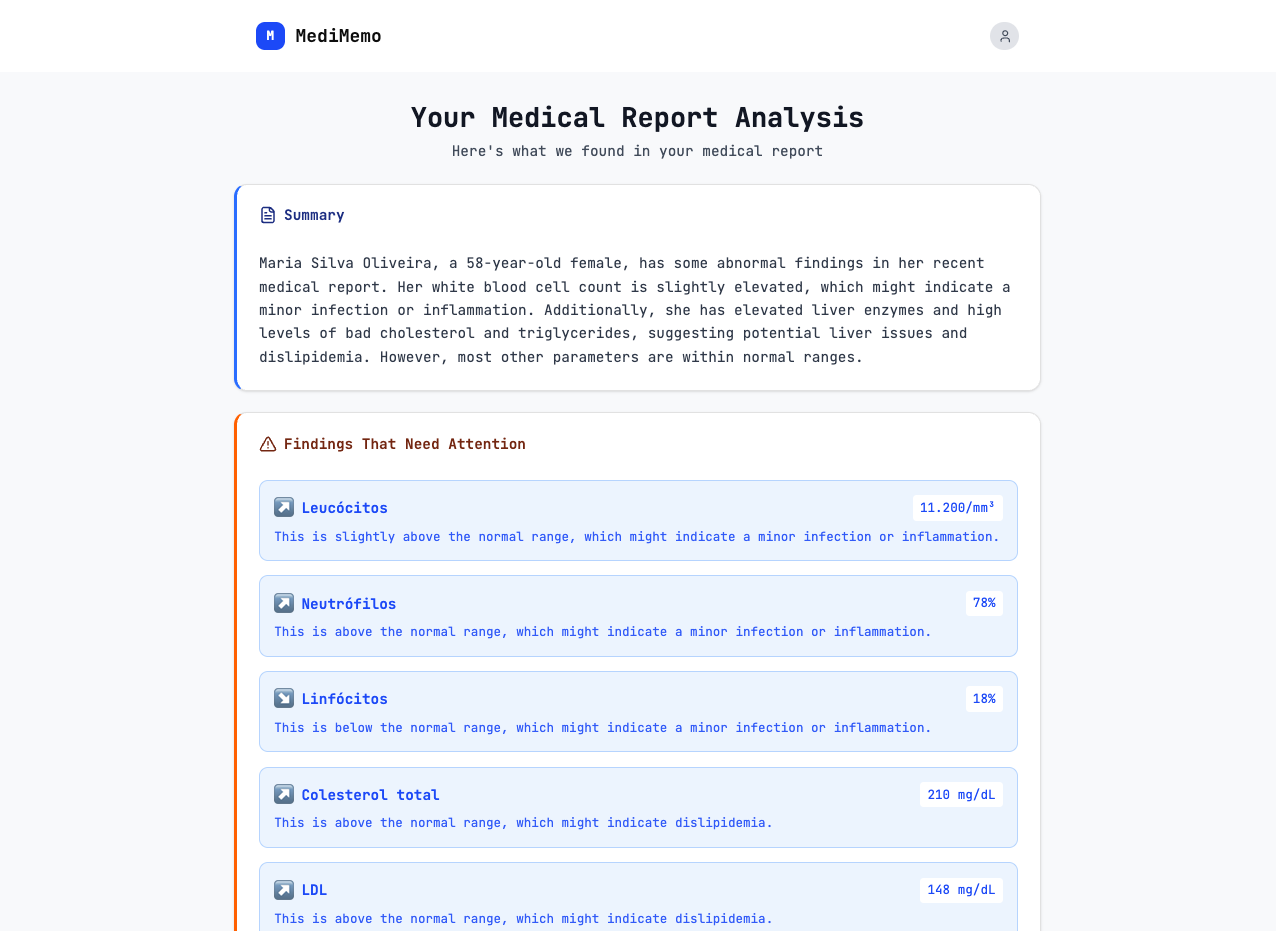 M MediMemo
Your Medical Report Analysis
Here's what we found in your medical report
Summary
Maria Silva Oliveira, a 58-year-old female, has some abnormal findings in her recent
medical report. Her white blood cell count is slightly elevated, which might indicate a
minor infection or inflammation. Additionally, she has elevated liver enzymes and high
levels of bad cholesterol and triglycerides, suggesting potential liver issues and
dislipidemia. However, most other parameters are within normal ranges.
Findings That Need Attention
Leucócitos 11.200/mm³
This is slightly above the normal range, which might indicate a minor infection or inflammation.
Neutrófilos 78%
This is above the normal range, which might indicate a minor infection or inflammation.
Linfócitos 18%
This is below the normal range, which might indicate a minor infection or inflammation.
Colesterol total 210 mg/dL
This is above the normal range, which might indicate dislipidemia.
LDL 148 mg/dL
This is above the normal range, which might indicate dislipidemia.